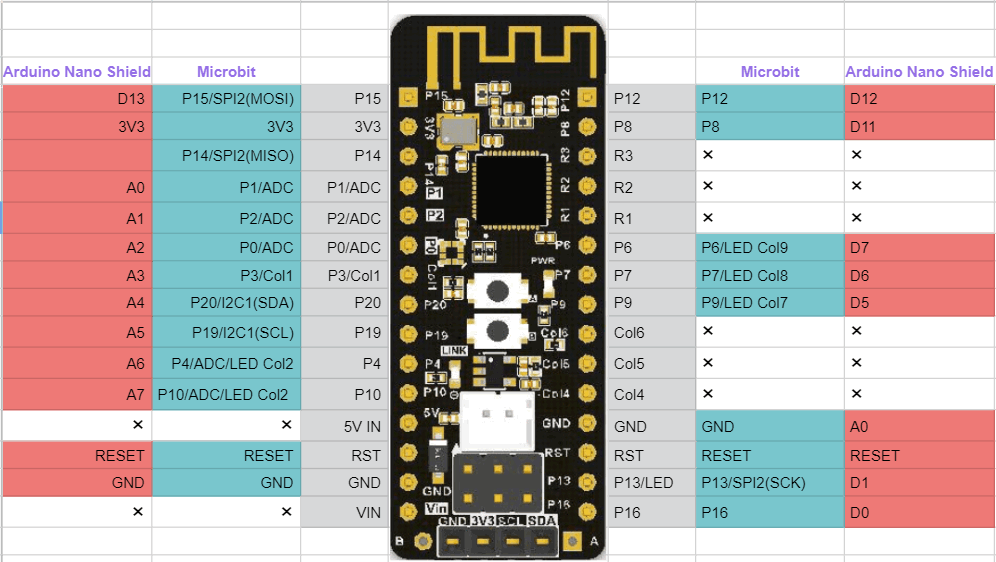 Arduino Nano Shield Microbit Microbit Arduino Nano Shield
D13 P15/SPI2(MOSI) P15 P15 P12 P12 P12 D12
3V3 3V3 3V3 3V3 P8 P8 P8 D11
P14/SPI2(MISO) P14 P14 R3 R3 × ×
A0 P1/ADC P1/ADC P1 R2 R2 × ×
A1 P2/ADC P2/ADC P2 R1 R1 × ×
A2 P0/ADC P0/ADC P0 P6 P6 P6/LED Col9 D7
PWR
A3 P3/Col1 P3/Col1 Col1 P7 P7 P7/LED Col8 D6
A4 P20/I2C1(SDA) P20 P20 A P9 P9 P9/LED Col7 D5
A5 P19/I2C1(SCL) P19 P19 Col6 Col6 × ×
LINK
A6 P4/ADC/LED Col2 P4 P4 Col5 Col5 × ×
A7 P10/ADC/LED Col2 P10 P10 Col4 Col4 × ×
× × 5V IN 5V GND GND GND A0
RESET RESET RST RST RST RESET RESET
GND GND GND GND P13 P13/LED P13/SPI2(SCK) D1
× × VIN Vin P16 P16 P16 D0
GND 3V3 SCL SDA
B A